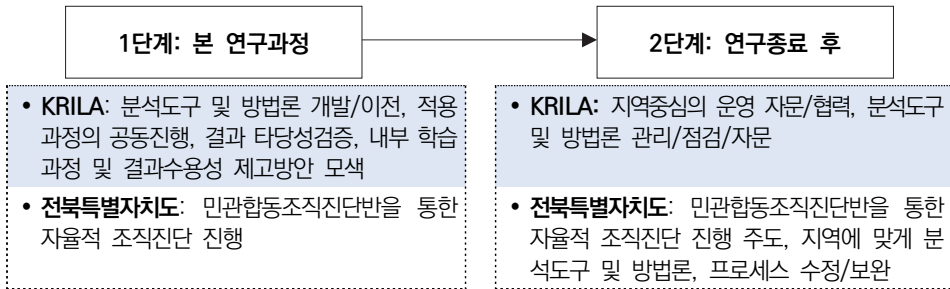 1단계: 본 연구과정
2단계: 연구종료 후
• KRILA: 분석도구 및 방법론 개발/이전, 적용
과정의 공동진행, 결과 타당성검증, 내부 학습
과정 및 결과수용성 제고방안 모색
• 전북특별자치도: 민관합동조직진단반을 통한
자율적 조직진단 진행
• KRILA: 지역중심의 운영 자문/협력, 분석도구
및 방법론 관리/점검/자문
• 전북특별자치도: 민관합동조직진단반을 통한
자율적 조직진단 진행 주도, 지역에 맞게 분
석도구 및 방법론, 프로세스 수정/보완